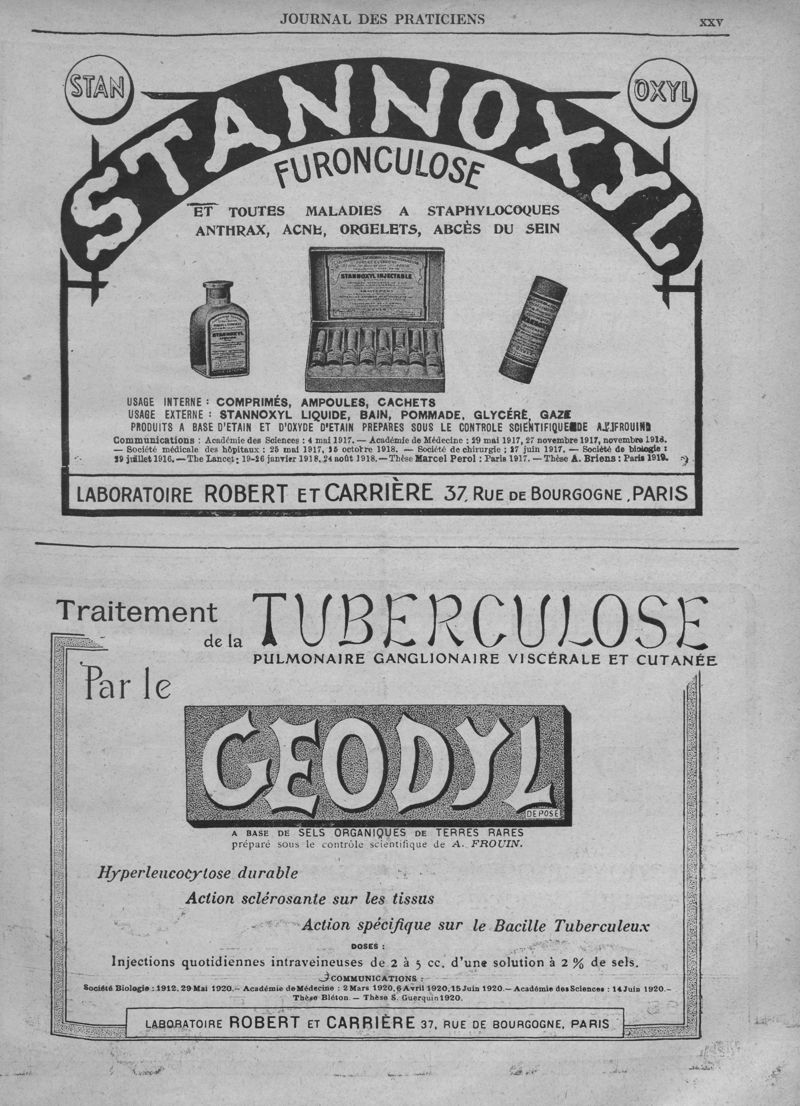 JOURNAL DES PRATICIENS
XXV
STAN
OXYL
STANNOXYL
FURONCULOSE
ET TOUTES MALADIES A STAPHYLOCOQUES
ANTHRAX, ACNE, ORGELETS, ABCÈS DU SEIN
STANNOXYL INJECTABLE
STANNOXYL
USAGE INTERNE : COMPRIMÉS, AMPOULES, CACHETS
USAGE EXTERNE : STANNOXYL LIQUIDE, BAIN, POMMADE, GLYCÉRÉ, GAZE
PRODUITS A BASE D'ETAIN ET D'OXYDE D'ETAIN PREPARES SOUS LE CONTROLE SCIENTIFIQUE DE A. FROUIN
Communications : Académie des Sciences : 4 mai 1917. — Académie de Médecine : 29 mai 1917, 27 novembre 1917, novembre 1918.
— Société médicale des hôpitaux : 25 mai 1917, 15 octobre 1918. — Société de chirurgie ; 27 juin 1917. — Société de biologie :
29 juillet 1916. — The Lancet : 19-26 janvier 1918. 24 août 1918. — Thèse Marcel Perol : Paris 1917. — Thèse A. Briens : Paris 1919.
LABORATOIRE ROBERT ET CARRIÈRE 37, RUE DE BOURGOGNE, PARIS
Traitement
de la TUBERCULOSE
PULMONAIRE GANGLIONAIRE VISCÉRALE ET CUTANÉE
Par le
GEODYL
DEPOSÉ
A BASE DE SELS ORGANIQUES DE TERRES RARES
préparé sous le contrôle scientifique de A. FROUIN.
Hyperleucocytose durable
Action sclérosante sur les tissus
Action spécifique sur le Bacille Tuberculeux
DOSES :
Injections quotidiennes intraveineuses de 2 à 5 cc. d'une solution à 2 % de sels.
COMMUNICATIONS :
Société Biologie : 1912. 29 Mai 1920. — Académie de Médecine : 2 Mars 1920, 6 Avril 1920, 15 Juin 1920. — Académie des Sciences : 14 Juin 1920. —
Thèse Bléton. — Thèse S. Guerquin 1920.
LABORATOIRE ROBERT ET CARRIÈRE 37, RUE DE BOURGOGNE, PARIS